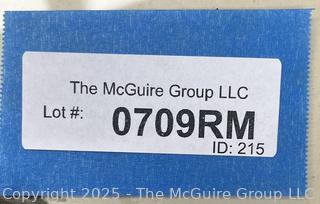 The McGuire Group LLC
Lot #: 0709RM
ID: 215
Copyright 2025 - The McGuire Group LLC